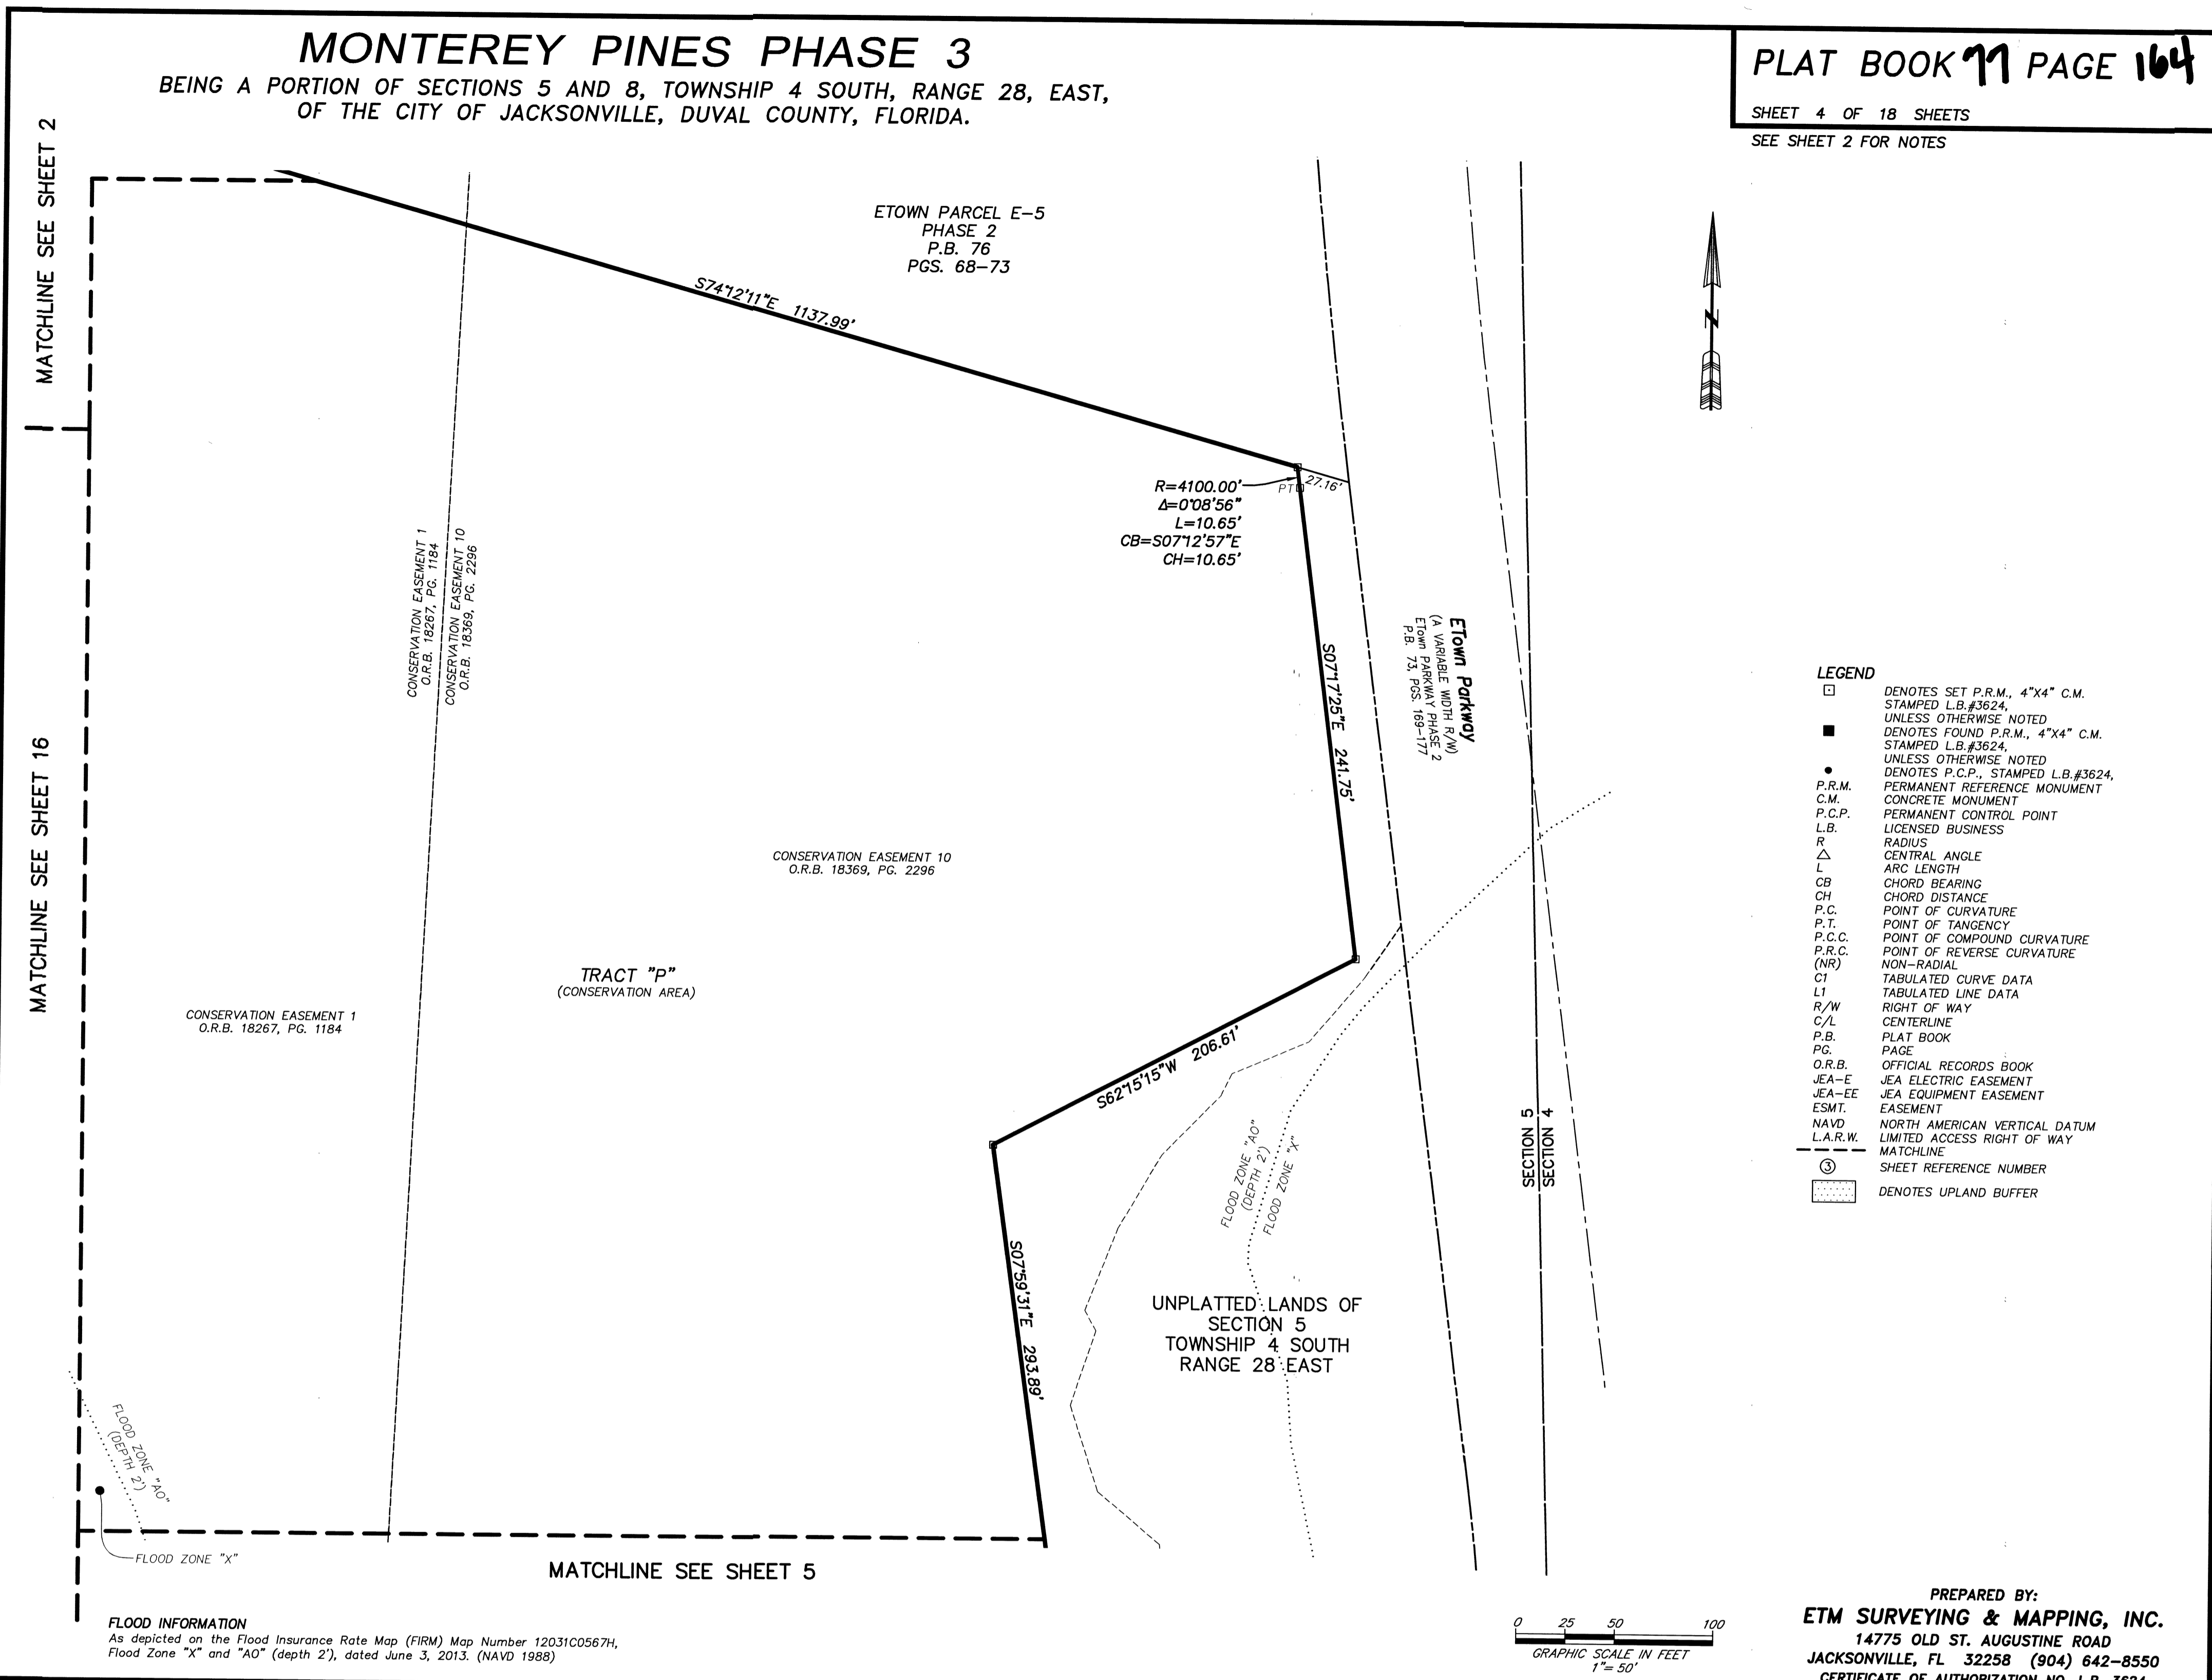 MONTEREY PINES PHASE 3
BEING A PORTION OF SECTIONS 5 AND 8, TOWNSHIP 4 SOUTH, RANGE 28, EAST,
OF THE CITY OF JACKSONVILLE, DUVAL COUNTY, FLORIDA.
PLAT BOOK 77 PAGE 164
SHEET 4 OF 18 SHEETS
SEE SHEET 2 FOR NOTES
MATCHLINE SEE SHEET 2
MATCHLINE SEE SHEET 16
ETOWN PARCEL E-5
PHASE 2
P.B. 76
PGS. 68-73
S74°12'11"E 1137.99'
N
R=4100.00'
Δ=0°08'56"
L=10.65'
CB=S07°12'57"E
CH=10.65'
PT
27.16'
CONSERVATION EASEMENT 1
O.R.B. 18267, PG. 1184
CONSERVATION EASEMENT 10
O.R.B. 18369, PG. 2296
S07°17'25"E 241.75'
ETown Parkway
(A VARIABLE WIDTH R/W)
ETown PARKWAY PHASE 2
P.B. 73, PGS. 169-177
CONSERVATION EASEMENT 10
O.R.B. 18369, PG. 2296
TRACT "P"
(CONSERVATION AREA)
CONSERVATION EASEMENT 1
O.R.B. 18267, PG. 1184
S62°15'15"W 206.61'
FLOOD ZONE "AO"
(DEPTH 2')
FLOOD ZONE "X"
SECTION 5
SECTION 4
S07°59'31"E 293.89'
UNPLATTED LANDS OF
SECTION 5
TOWNSHIP 4 SOUTH
RANGE 28 EAST
FLOOD ZONE "AO"
(DEPTH 2')
FLOOD ZONE "X"
MATCHLINE SEE SHEET 5
LEGEND
DENOTES SET P.R.M., 4"X4" C.M.
STAMPED L.B.#3624,
UNLESS OTHERWISE NOTED
DENOTES FOUND P.R.M., 4"X4" C.M.
STAMPED L.B.#3624,
UNLESS OTHERWISE NOTED
DENOTES P.C.P., STAMPED L.B.#3624,
P.R.M. PERMANENT REFERENCE MONUMENT
C.M. CONCRETE MONUMENT
P.C.P. PERMANENT CONTROL POINT
L.B. LICENSED BUSINESS
R RADIUS
△ CENTRAL ANGLE
L ARC LENGTH
CB CHORD BEARING
CH CHORD DISTANCE
P.C. POINT OF CURVATURE
P.T. POINT OF TANGENCY
P.C.C. POINT OF COMPOUND CURVATURE
P.R.C. POINT OF REVERSE CURVATURE
(NR) NON-RADIAL
C1 TABULATED CURVE DATA
L1 TABULATED LINE DATA
R/W RIGHT OF WAY
C/L CENTERLINE
P.B. PLAT BOOK
PG. PAGE
O.R.B. OFFICIAL RECORDS BOOK
JEA-E JEA ELECTRIC EASEMENT
JEA-EE JEA EQUIPMENT EASEMENT
ESMT. EASEMENT
NAVD NORTH AMERICAN VERTICAL DATUM
L.A.R.W. LIMITED ACCESS RIGHT OF WAY
MATCHLINE
3 SHEET REFERENCE NUMBER
DENOTES UPLAND BUFFER
FLOOD INFORMATION
As depicted on the Flood Insurance Rate Map (FIRM) Map Number 12031C0567H,
Flood Zone "X" and "AO" (depth 2'), dated June 3, 2013. (NAVD 1988)
0 25 50 100
GRAPHIC SCALE IN FEET
1"= 50'
PREPARED BY:
ETM SURVEYING & MAPPING, INC.
14775 OLD ST. AUGUSTINE ROAD
JACKSONVILLE, FL 32258 (904) 642-8550
CERTIFICATE OF AUTHORIZATION NO. L.B. 3624